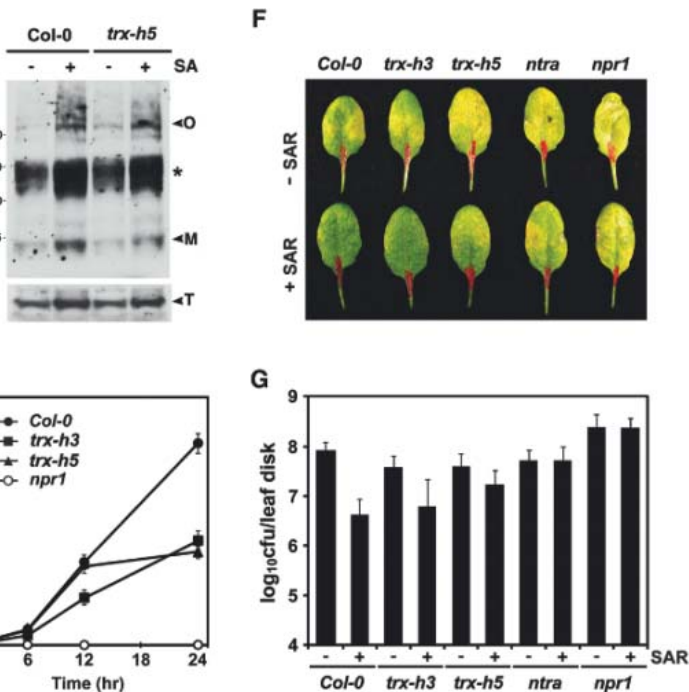 Col-0 trx-h5
- + - + SA
O
*
M
T
F
Col-0 trx-h3 trx-h5 ntra npr1
- SAR
+ SAR
Col-0
trx-h3
trx-h5
npr1
6 12 18 24
Time (hr)
G
9
8
7
6
5
4
log₁₀cfu/leaf disk
- + - + - + - + - + SAR
Col-0 trx-h3 trx-h5 ntra npr1